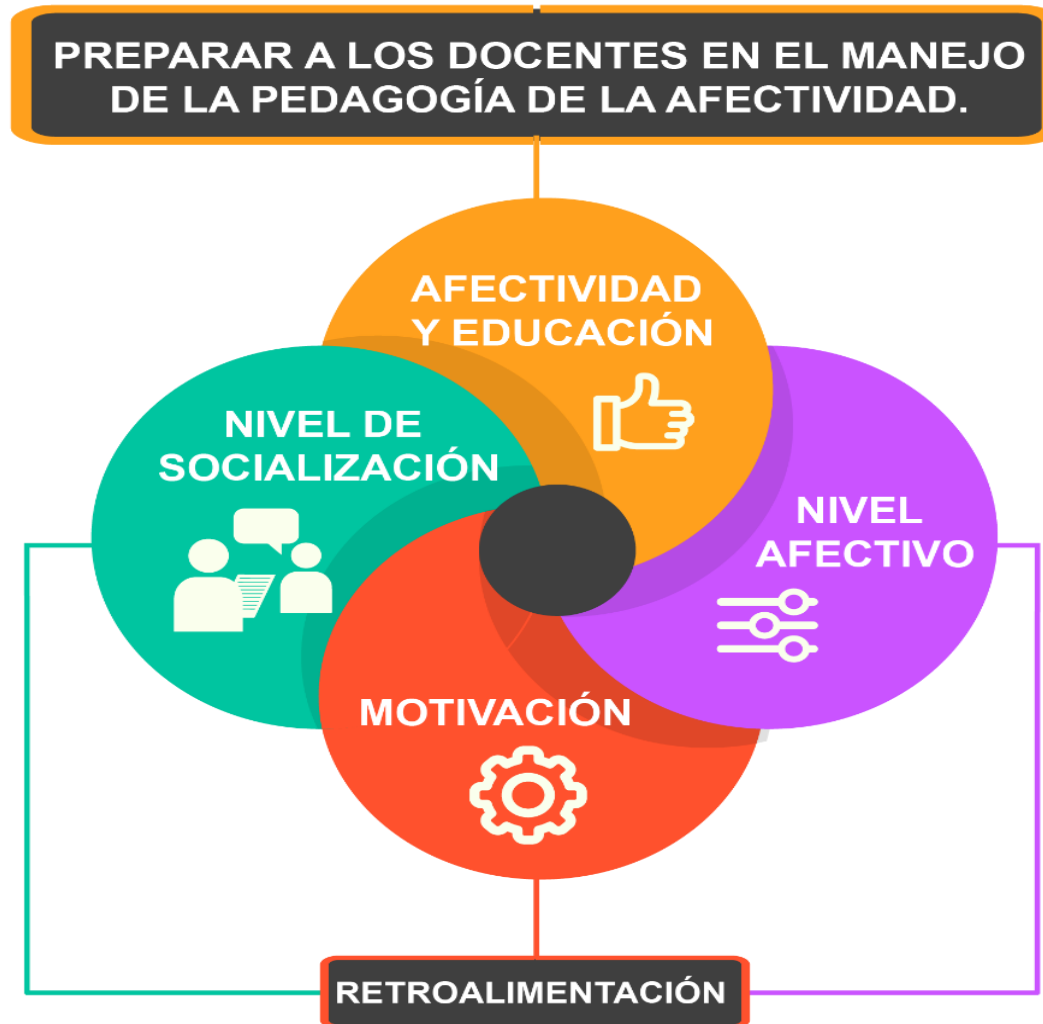 PREPARAR A LOS DOCENTES EN EL MANEJO
DE LA PEDAGOGÍA DE LA AFECTIVIDAD.
AFECTIVIDAD
Y EDUCACIÓN
NIVEL DE
SOCIALIZACIÓN
NIVEL
AFECTIVO
MOTIVACIÓN
RETROALIMENTACIÓN